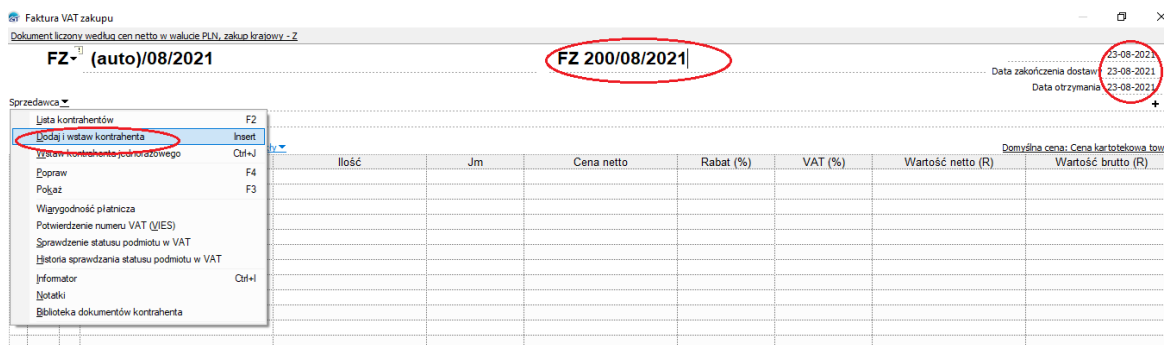 Faktura VAT zakupu
Dokument liczony według cen netto w walucie PLN, zakup krajowy - Z
FZ (auto)/08/2021
FZ 200/08/2021
23-08-2021
Data zakończenia dostawy 23-08-2021
Data otrzymania 23-08-2021
Sprzedawca
Lista kontrahentów F2
Dodaj i wstaw kontrahenta Insert
Wstaw kontrahenta jednorazowego Ctrl+J
Popraw F4
Pokaż F3
Wiarygodność płatnicza
Potwierdzenie numeru VAT (VIES)
Sprawdzenie statusu podmiotu w VAT
Historia sprawdzania statusu podmiotu w VAT
Informator Ctrl+I
Notatki
Biblioteka dokumentów kontrahenta
Domyślna cena: Cena kartotekowa tow
Ilość Jm Cena netto Rabat (%) VAT (%) Wartość netto (R) Wartość brutto (R)